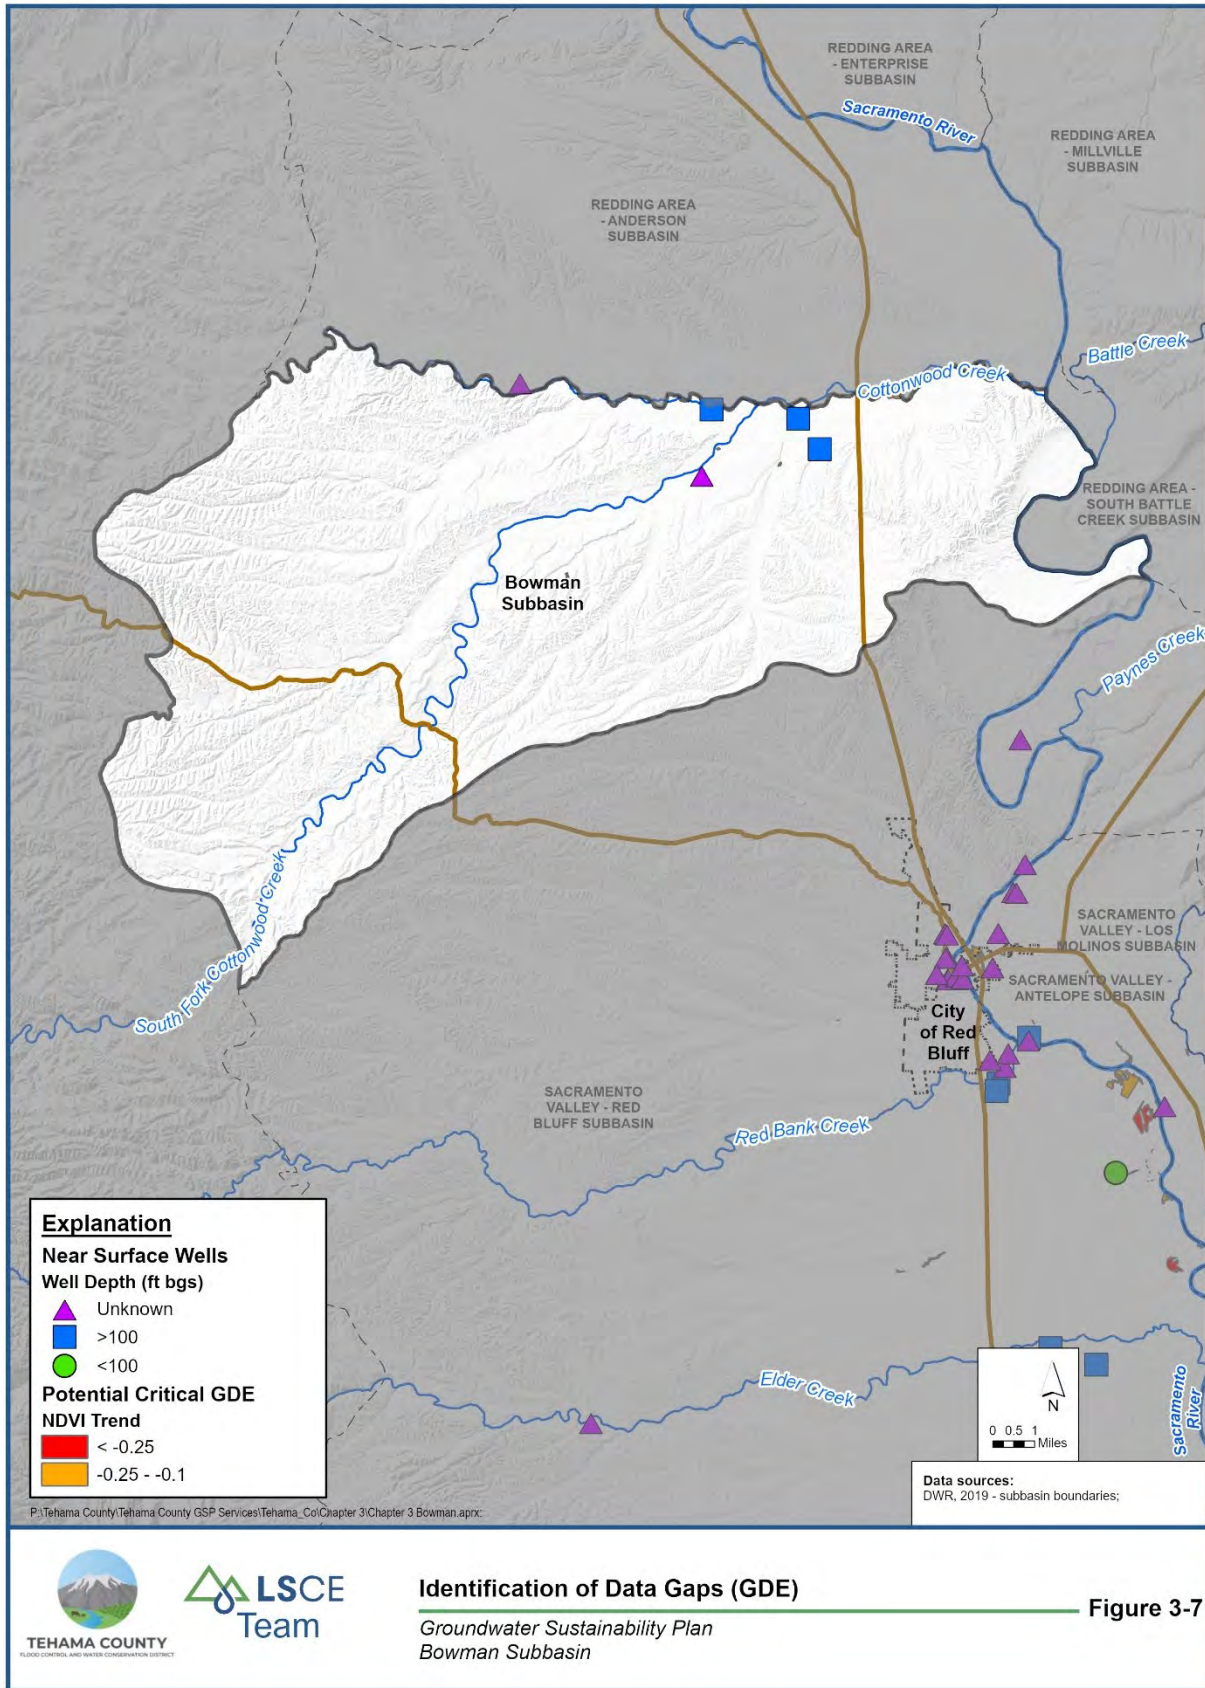 REDDING AREA
- ENTERPRISE
SUBBASIN
Sacramento River
REDDING AREA
- MILLVILLE
SUBBASIN
REDDING AREA
- ANDERSON
SUBBASIN
Battle Creek
Cottonwood Creek
REDDING AREA -
SOUTH BATTLE
CREEK SUBBASIN
Bowman
Subbasin
Paynes Creek
South Fork Cottonwood Creek
SACRAMENTO
VALLEY - LOS
MOLINOS SUBBASIN
SACRAMENTO VALLEY -
ANTELOPE SUBBASIN
City
of Red
Bluff
SACRAMENTO
VALLEY - RED
BLUFF SUBBASIN
Red Bank Creek
Elder Creek
Sacramento
River
Explanation
Near Surface Wells
Well Depth (ft bgs)
Unknown
>100
<100
Potential Critical GDE
NDVI Trend
< -0.25
-0.25 - -0.1
N
0 0.5 1
Miles
Data sources:
DWR, 2019 - subbasin boundaries;
P:\Tehama County\Tehama County GSP Services\Tehama_Co\Chapter 3\Chapter 3 Bowman.aprx:
TEHAMA COUNTY
FLOOD CONTROL AND WATER CONSERVATION DISTRICT
LSCE
Team
Identification of Data Gaps (GDE)
Groundwater Sustainability Plan
Bowman Subbasin
Figure 3-7